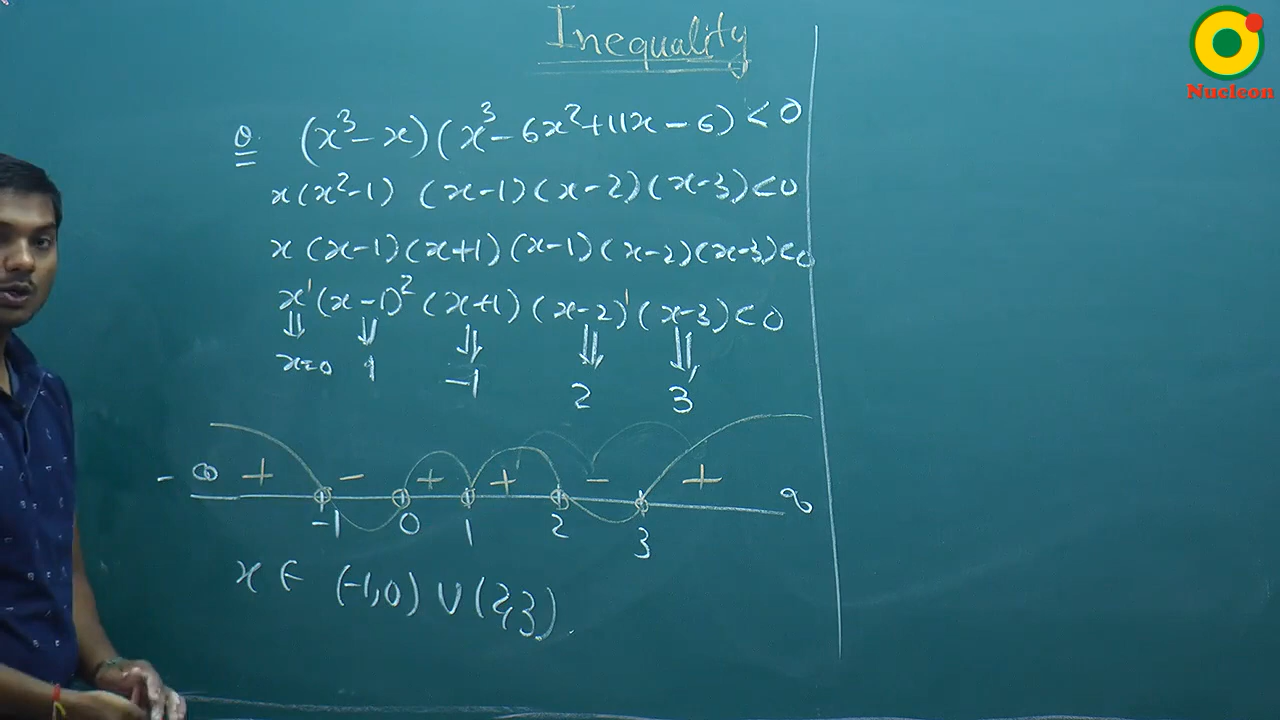 Inequality
Nucleon
Q. (x³-x)(x³-6x²+11x-6)<0
x(x²-1) (x-1)(x-2)(x-3)<0
x(x-1)(x+1)(x-1)(x-2)(x-3)<0
x¹(x-1)²(x+1)(x-2)¹(x-3)<0
⇓ ⇓ ⇓ ⇓ ⇓
x=0 1 -1 2 3
-∞ + - + + - + ∞
-1 0 1 2 3
x ∈ (-1,0) ∪ (2,3).